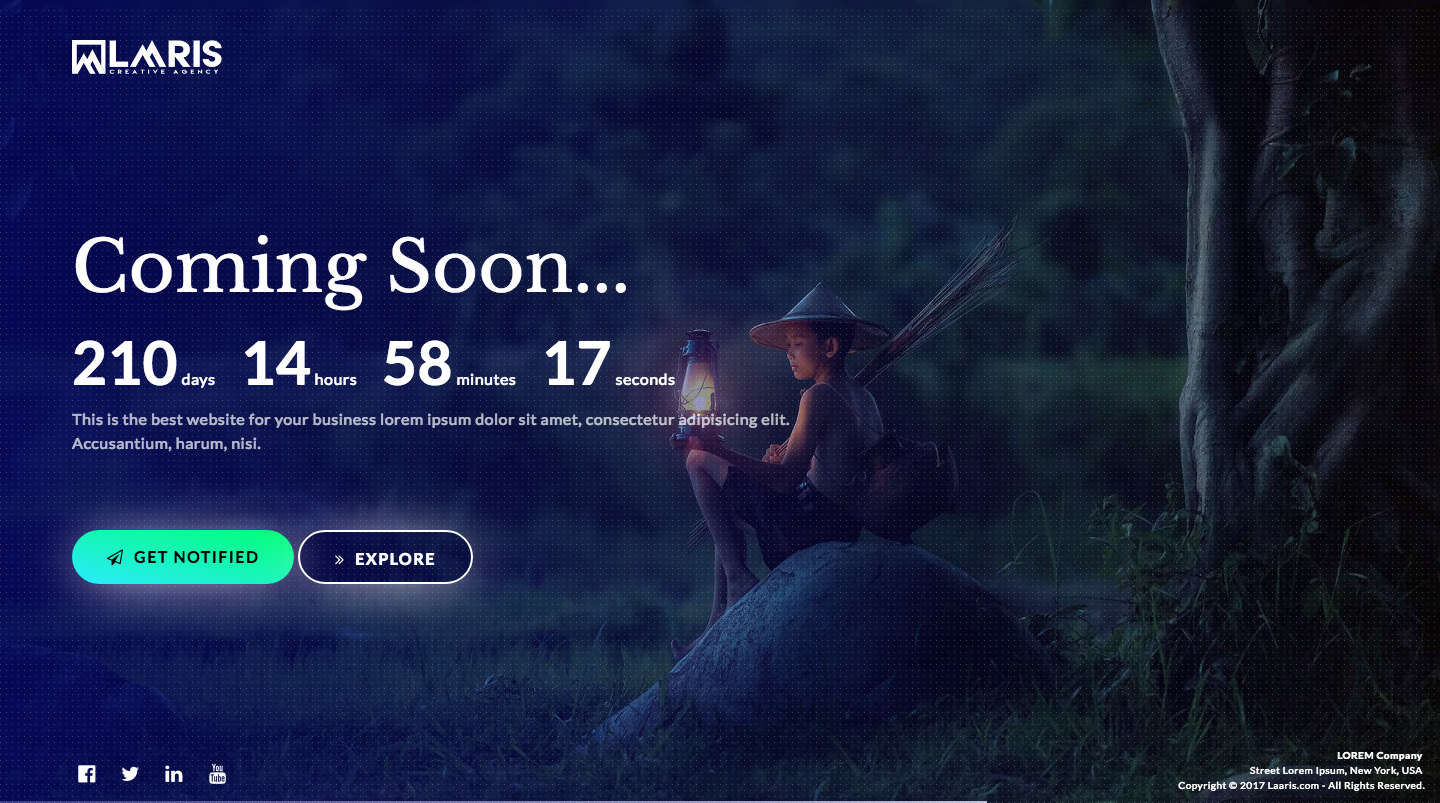 LAARIS
CREATIVE AGENCY
Coming Soon...
210 days 14 hours 58 minutes 17 seconds
This is the best website for your business lorem ipsum dolor sit amet, consectetur adipisicing elit.
Accusantium, harum, nisi.
GET NOTIFIED
EXPLORE
You
Tube
LOREM Company
Street Lorem Ipsum, New York, USA
Copyright © 2017 Laaris.com - All Rights Reserved.